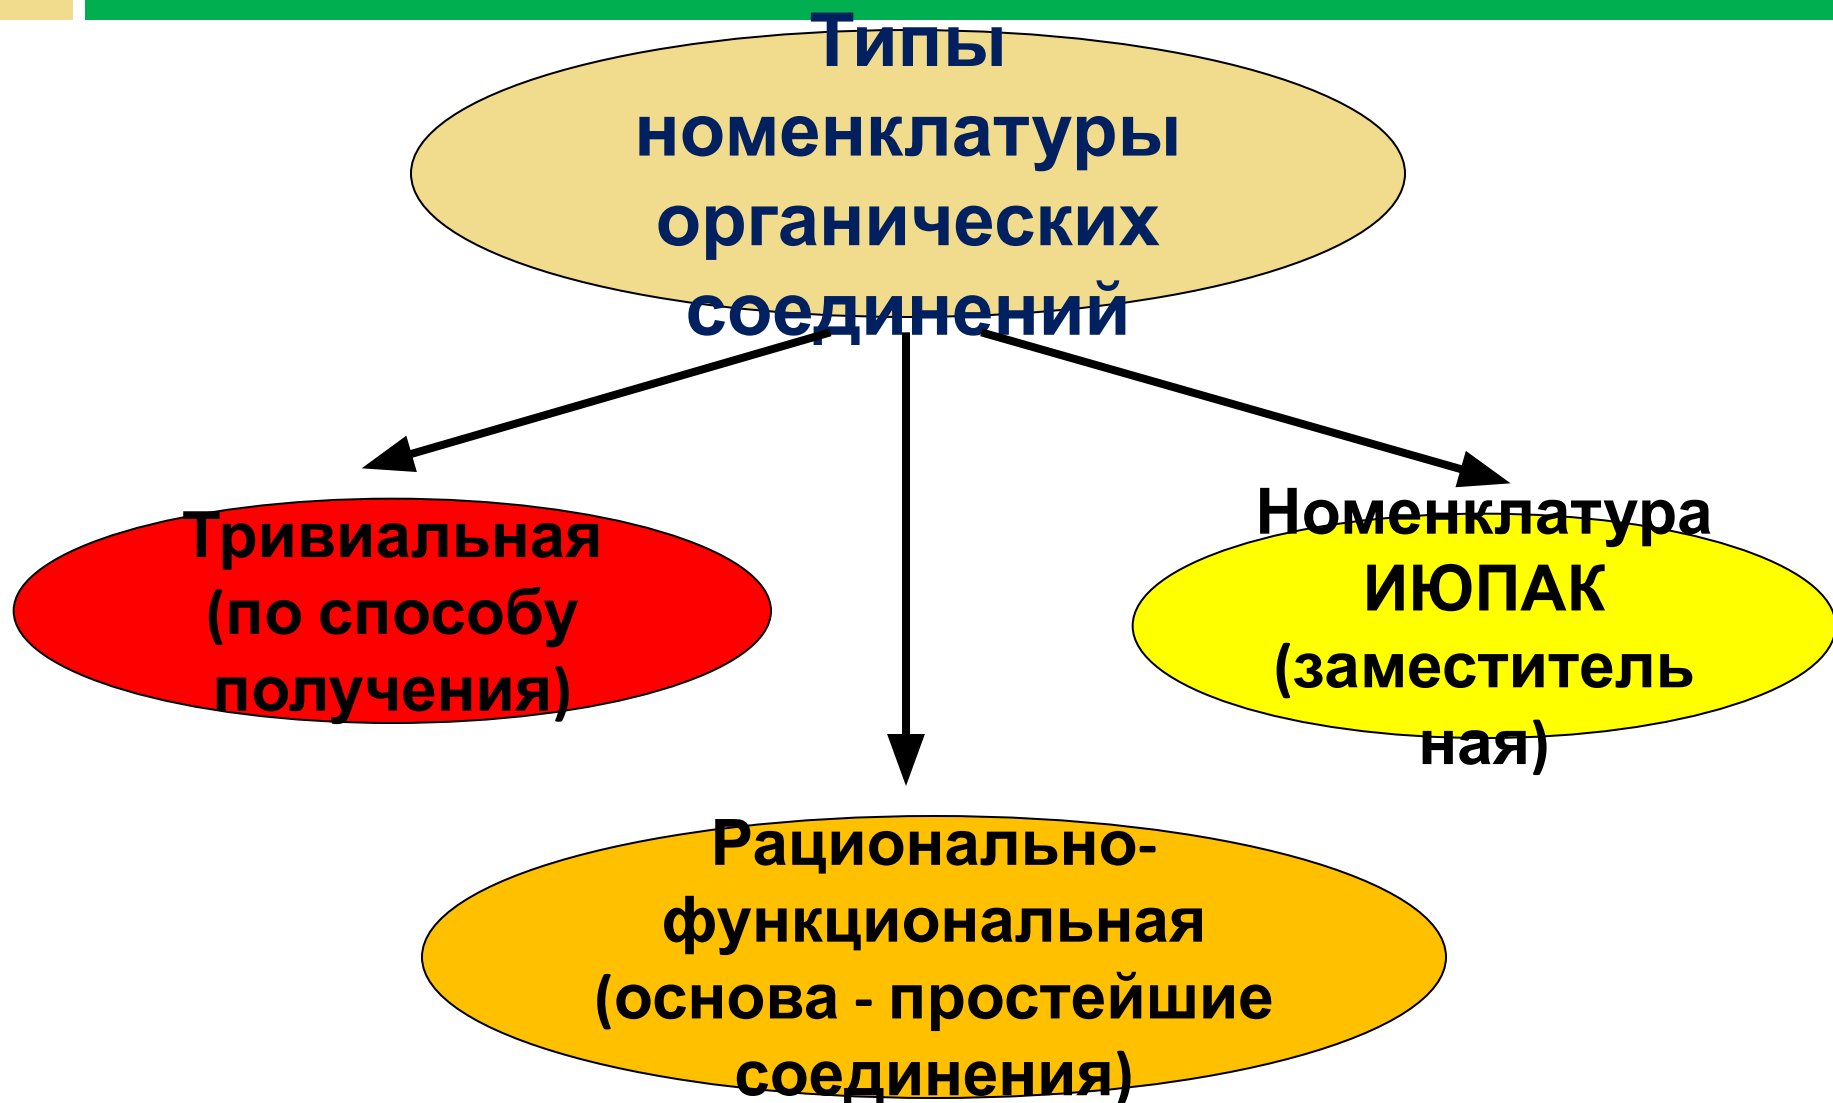 Типы
номенклатуры
органических
соединений
Тривиальная
(по способу
получения)
Номенклатура
ИЮПАК
(заместитель
ная)
Рационально-
функциональная
(основа - простейшие
соединения)